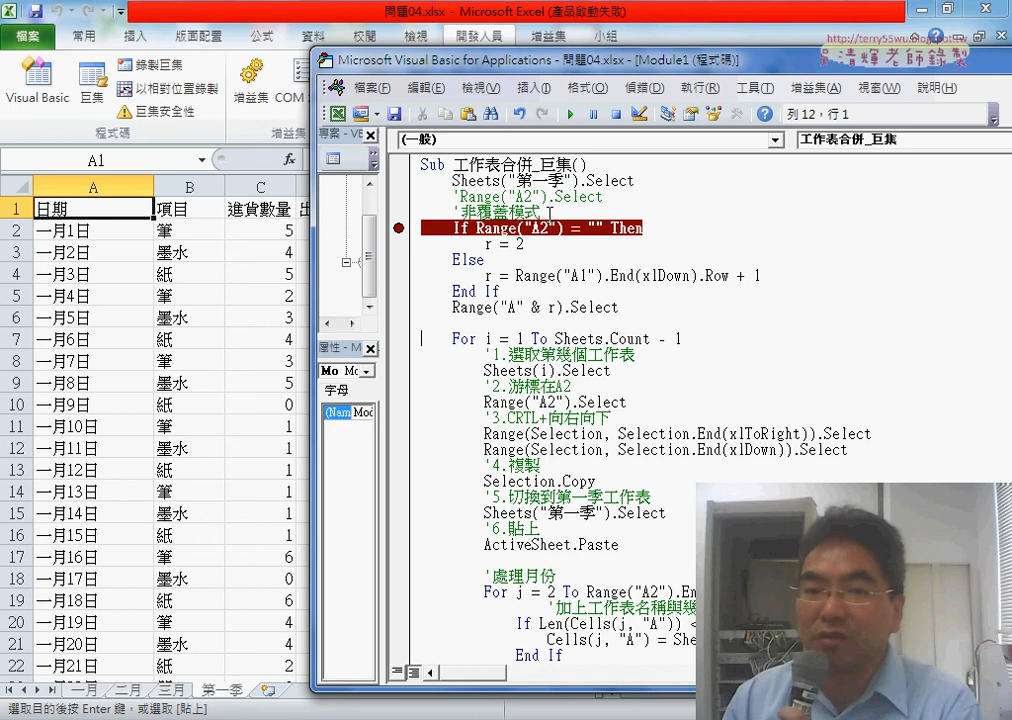 問題04.xlsx - Microsoft Excel (產品啟動失敗)
檔案 常用 插入 版面配置 公式 資料 校閱 檢視 開發人員 增益集 小組
http://terry55wu.blogspot
吳清輝老師錄製
Visual Basic 巨集 錄製巨集 以相對位置錄製 巨集安全性 增益集 COM
程式碼 增益集
A1 fx
A B C
1 日期 項目 進貨數量 出
2 一月1日 筆 5
3 一月2日 墨水 4
4 一月3日 紙 5
5 一月4日 筆 2
6 一月5日 墨水 3
7 一月6日 紙 4
8 一月7日 筆 3
9 一月8日 墨水 5
10 一月9日 紙 0
11 一月10日 筆 1
12 一月11日 墨水 1
13 一月12日 紙 1
14 一月13日 筆 1
15 一月14日 墨水 1
16 一月15日 紙 1
17 一月16日 筆 6
18 一月17日 墨水 0
19 一月18日 紙 6
20 一月19日 筆 4
21 一月20日 墨水 4
22 一月21日 紙 2
一月 二月 三月 第一季
選取目的後按 Enter 鍵，或選取 [貼上]
Microsoft Visual Basic for Applications - 問題04.xlsx - [Module1 (程式碼)]
檔案(F) 編輯(E) 檢視(V) 插入(I) 格式(O) 偵錯(D) 執行(R) 工具(T) 增益集(A) 視窗(W) 說明(H)
列 12，行 1
專案 - VE
屬性 - M
Mo Mc
字母
(Nam Mod
(一般) 工作表合併_巨集
Sub 工作表合併_巨集()
Sheets("第一季").Select
'Range("A2").Select
'非覆蓋模式
If Range("A2") = "" Then
r = 2
Else
r = Range("A1").End(xlDown).Row + 1
End If
Range("A" & r).Select
For i = 1 To Sheets.Count - 1
'1.選取第幾個工作表
Sheets(i).Select
'2.游標在A2
Range("A2").Select
'3.CRTL+向右向下
Range(Selection, Selection.End(xlToRight)).Select
Range(Selection, Selection.End(xlDown)).Select
'4.複製
Selection.Copy
'5.切換到第一季工作表
Sheets("第一季").Select
'6.貼上
ActiveSheet.Paste
'處理月份
For j = 2 To Range("A2").En
'加上工作表名稱與幾
If Len(Cells(j, "A")) <
Cells(j, "A") = She
End If